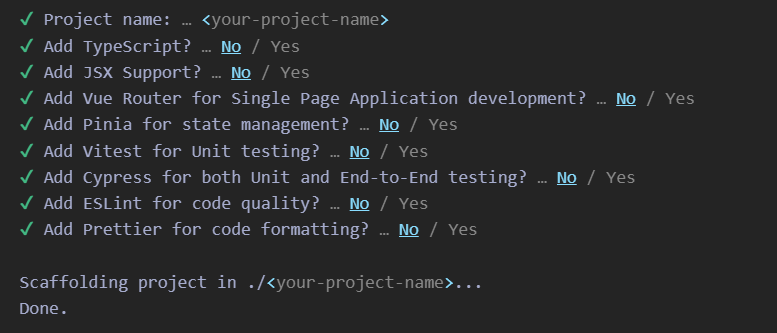 ✔ Project name: … <your-project-name>
✔ Add TypeScript? … No / Yes
✔ Add JSX Support? … No / Yes
✔ Add Vue Router for Single Page Application development? … No / Yes
✔ Add Pinia for state management? … No / Yes
✔ Add Vitest for Unit testing? … No / Yes
✔ Add Cypress for both Unit and End-to-End testing? … No / Yes
✔ Add ESLint for code quality? … No / Yes
✔ Add Prettier for code formatting? … No / Yes
Scaffolding project in ./<your-project-name>...
Done.